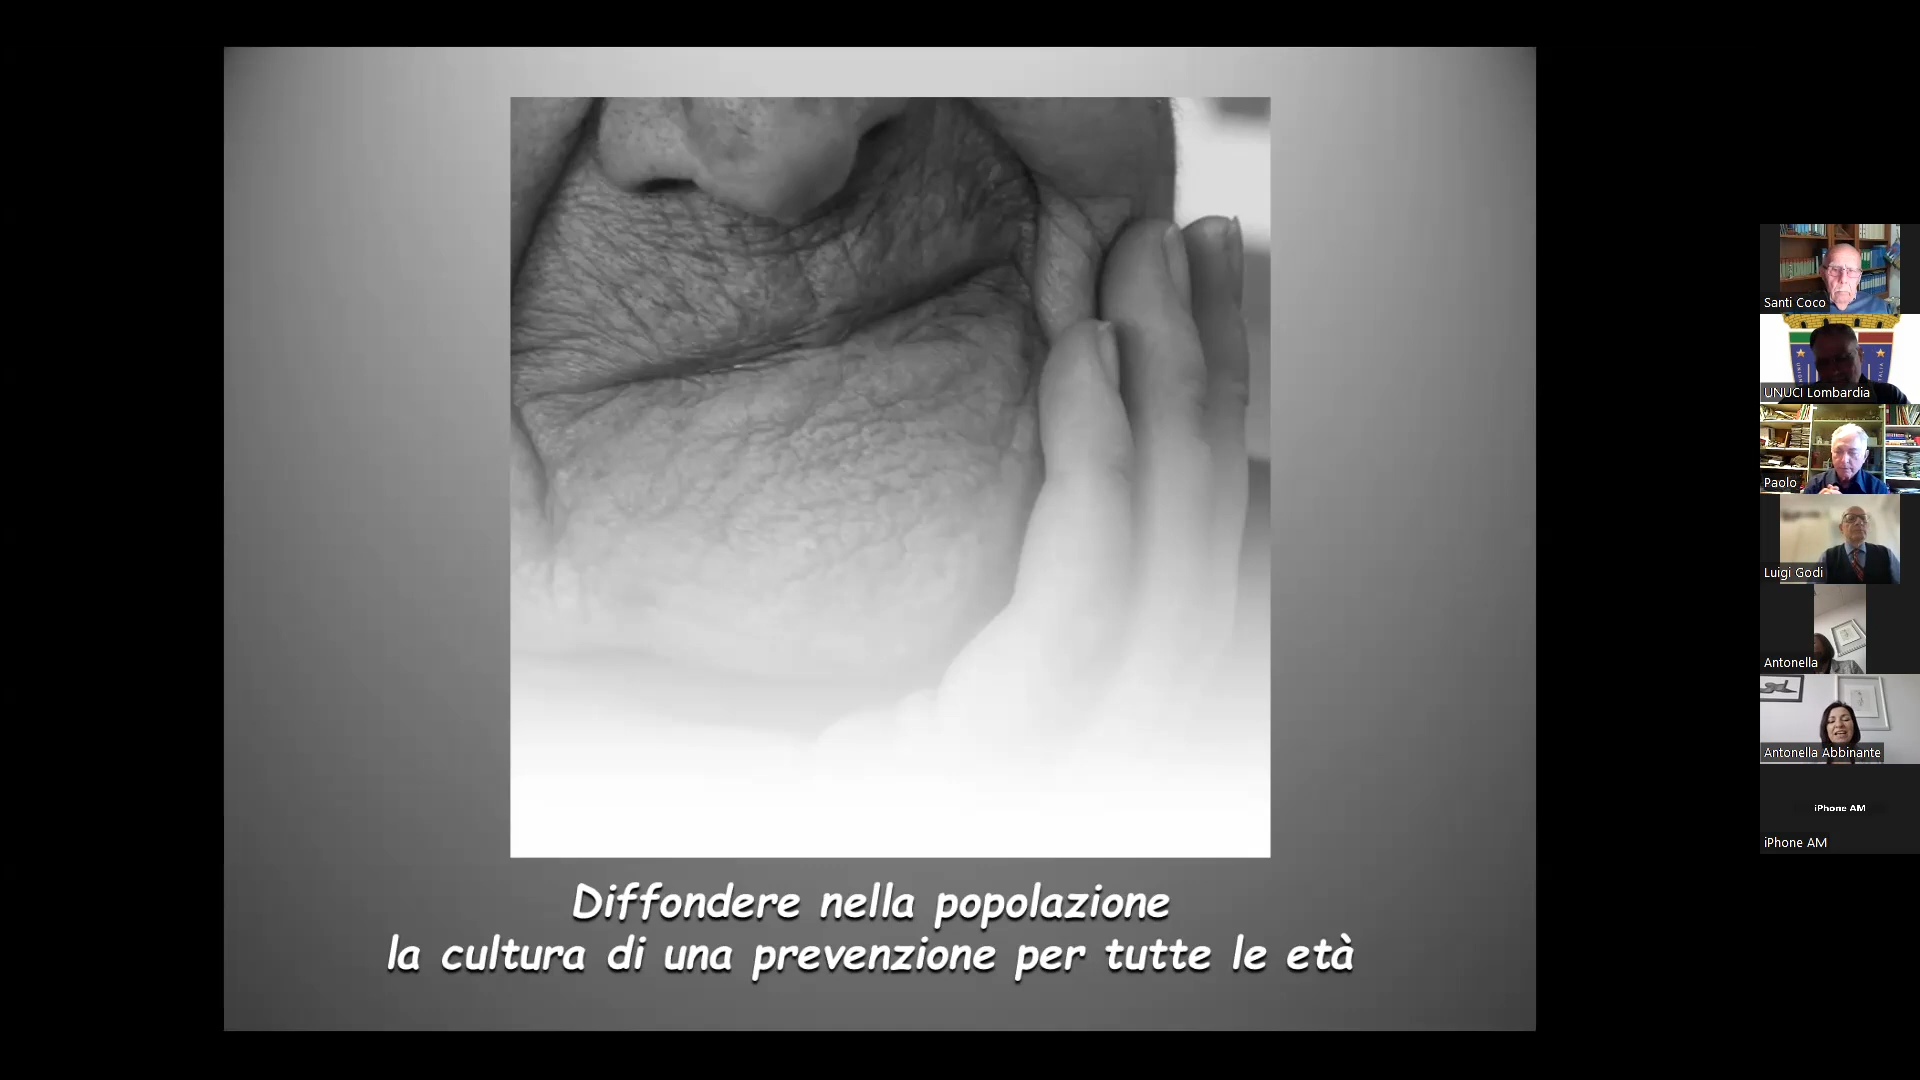 Diffondere nella popolazione
la cultura di una prevenzione per tutte le età
Santi Coco
UNUCI Lombardia
Paolo
Luigi Godi
Antonella
Antonella Abbinante
iPhone AM
iPhone AM